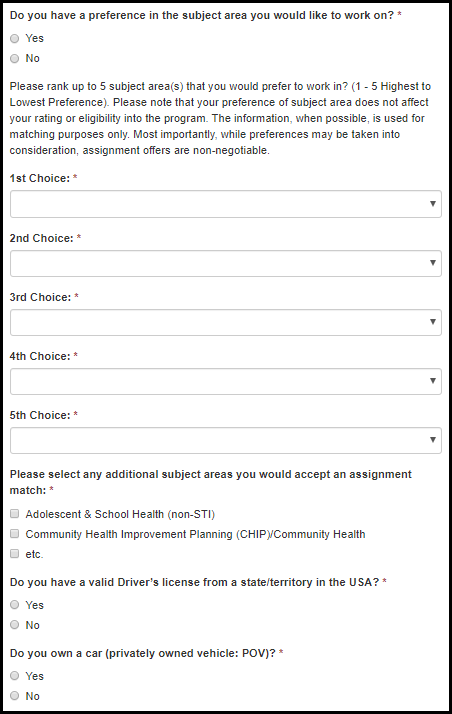 Do you have a preference in the subject area you would like to work on? *
Yes
No
Please rank up to 5 subject area(s) that you would prefer to work in? (1 - 5 Highest to
Lowest Preference). Please note that your preference of subject area does not affect
your rating or eligibility into the program. The information, when possible, is used for
matching purposes only. Most importantly, while preferences may be taken into
consideration, assignment offers are non-negotiable.
1st Choice: *
2nd Choice: *
3rd Choice: *
4th Choice: *
5th Choice: *
Please select any additional subject areas you would accept an assignment
match: *
Adolescent & School Health (non-STI)
Community Health Improvement Planning (CHIP)/Community Health
etc.
Do you have a valid Driver's license from a state/territory in the USA? *
Yes
No
Do you own a car (privately owned vehicle: POV)? *
Yes
No